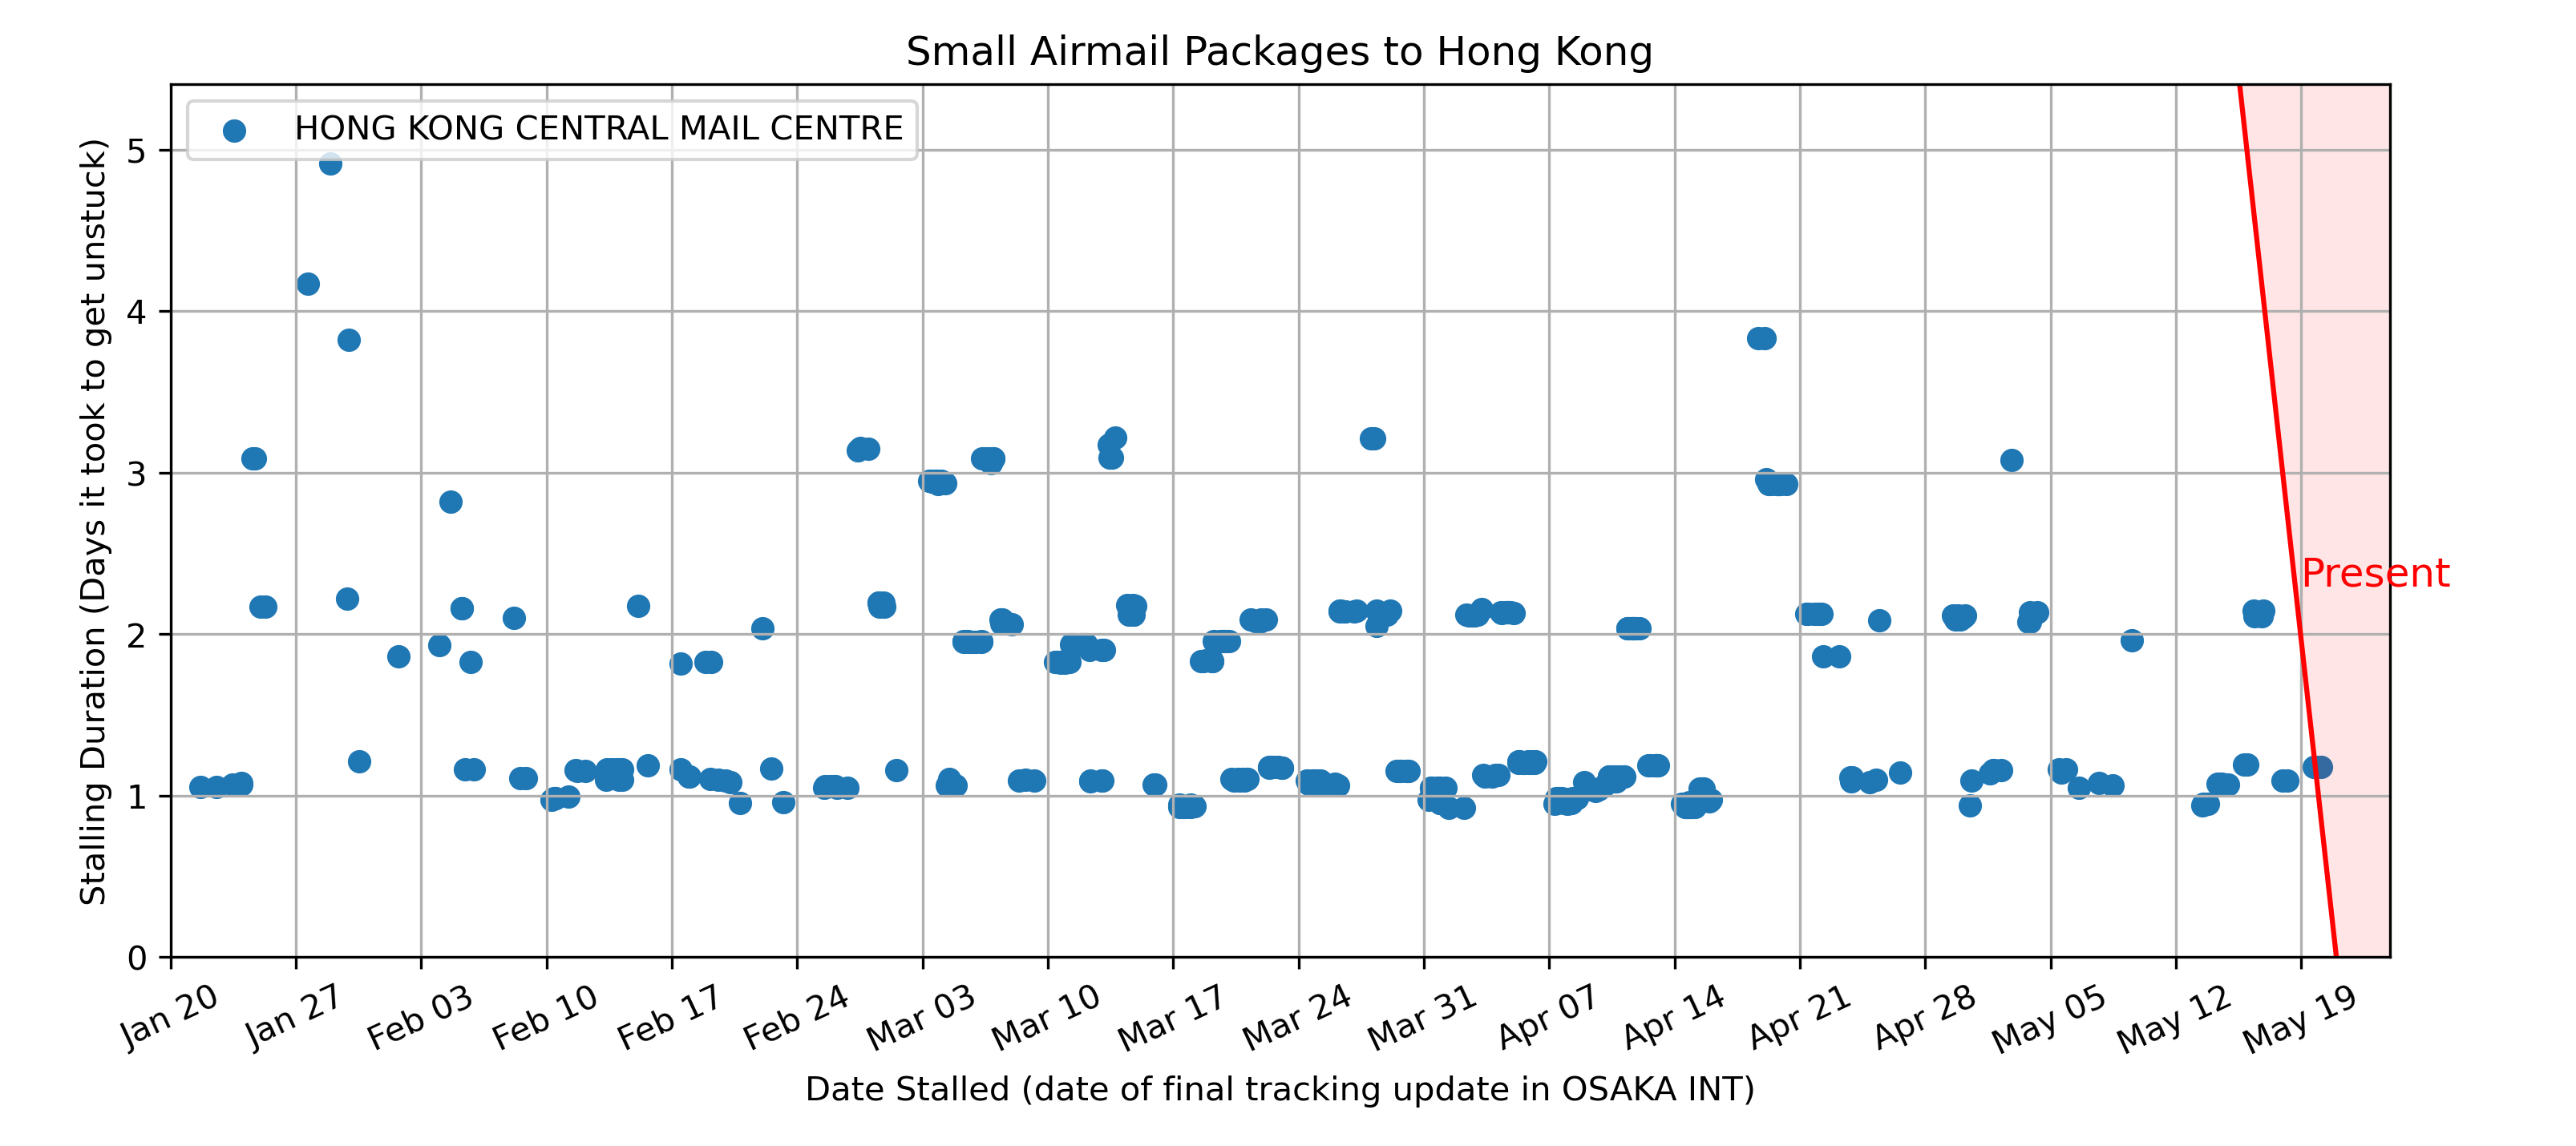 Small Airmail Packages to Hong Kong
HONG KONG CENTRAL MAIL CENTRE
Stalling Duration (Days it took to get unstuck)
5
4
3
2
1
0
Present
Jan 20
Jan 27
Feb 03
Feb 10
Feb 17
Feb 24
Mar 03
Mar 10
Mar 17
Mar 24
Mar 31
Apr 07
Apr 14
Apr 21
Apr 28
May 05
May 12
May 19
Date Stalled (date of final tracking update in OSAKA INT)